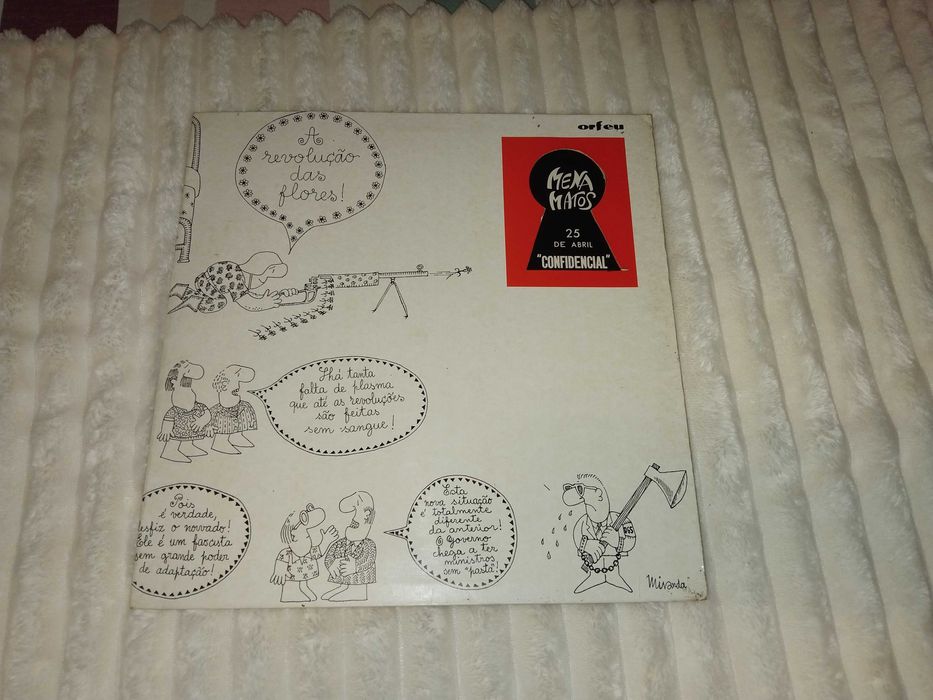 orfeu
MENA
MATOS
25
DE ABRIL
"CONFIDENCIAL"
A
revolução
das
flores!
há tanta
falta de plasma
que até as revoluções
são feitas
sem sangue!
Pois
é verdade,
desfiz o noivado!
Ele é um fascista
sem grande poder
de adaptação!
Esta
nova situação
é totalmente
diferente
da anterior!
O Governo
chega a ter
ministros
sem "pasta"!
Miranda